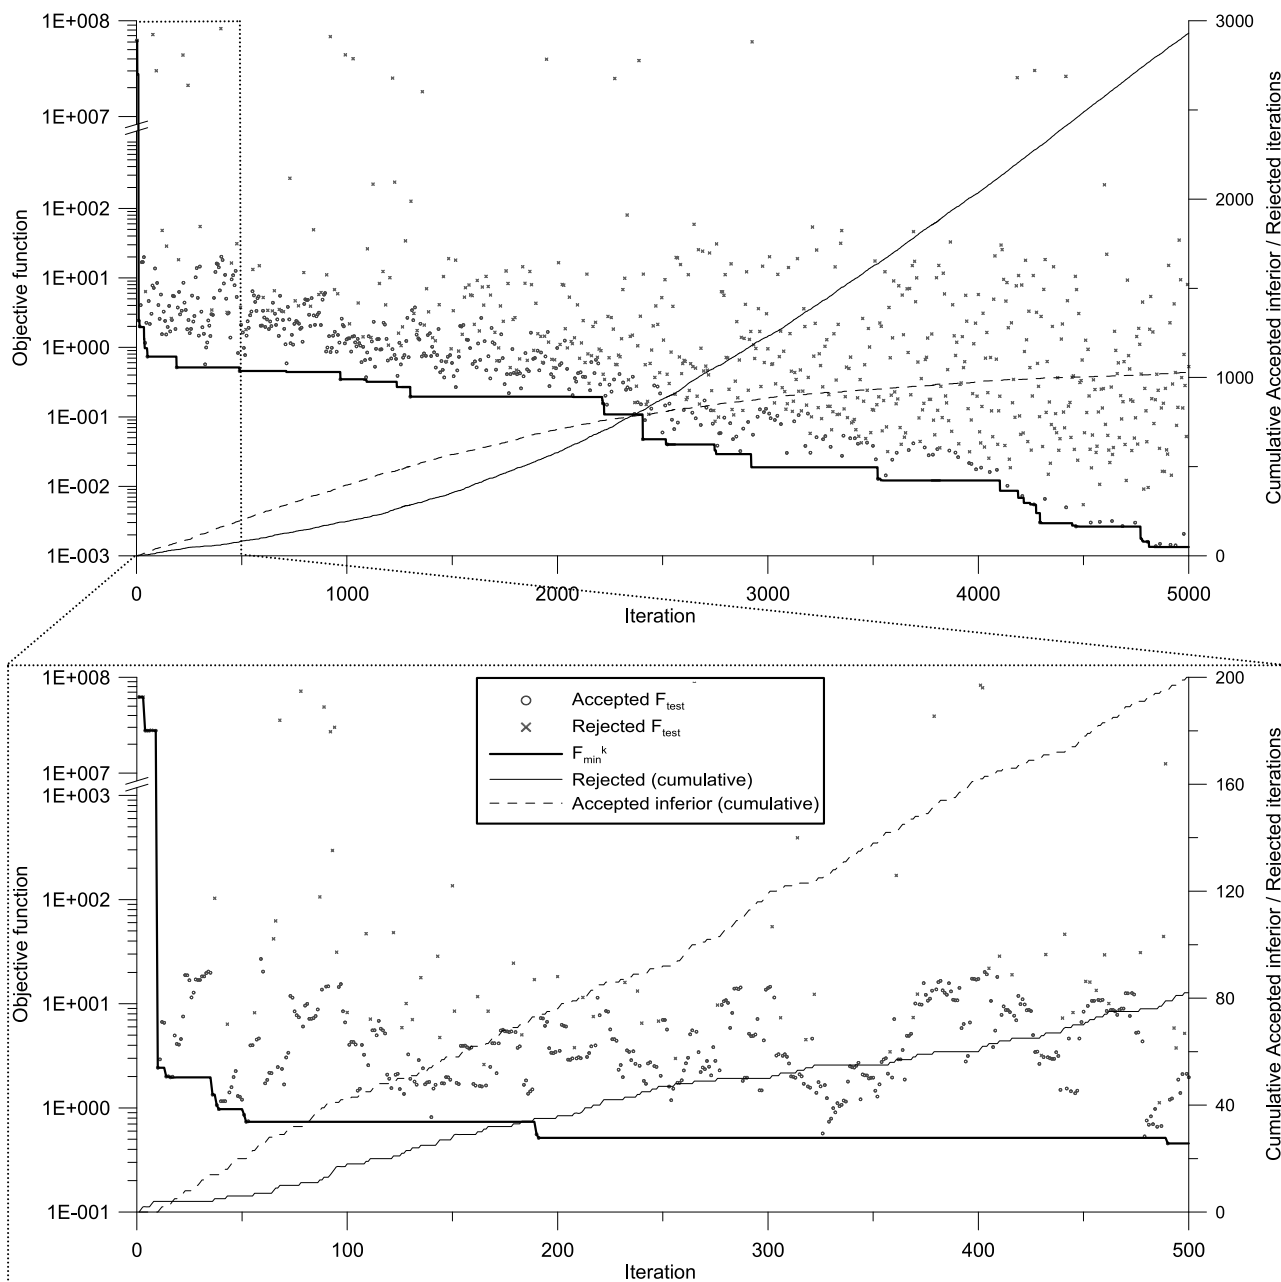 1E+008
1E+007
1E+002
1E+001
1E+000
1E-001
1E-002
1E-003
Objective function
3000
2000
1000
0
Cumulative Accepted inferior / Rejected iterations
0 1000 2000 3000 4000 5000
Iteration
1E+008
1E+007
1E+003
1E+002
1E+001
1E+000
1E-001
Objective function
Accepted Ftest
Rejected Ftest
Fmin k
Rejected (cumulative)
Accepted inferior (cumulative)
200
160
120
80
40
0
Cumulative Accepted inferior / Rejected iterations
0 100 200 300 400 500
Iteration